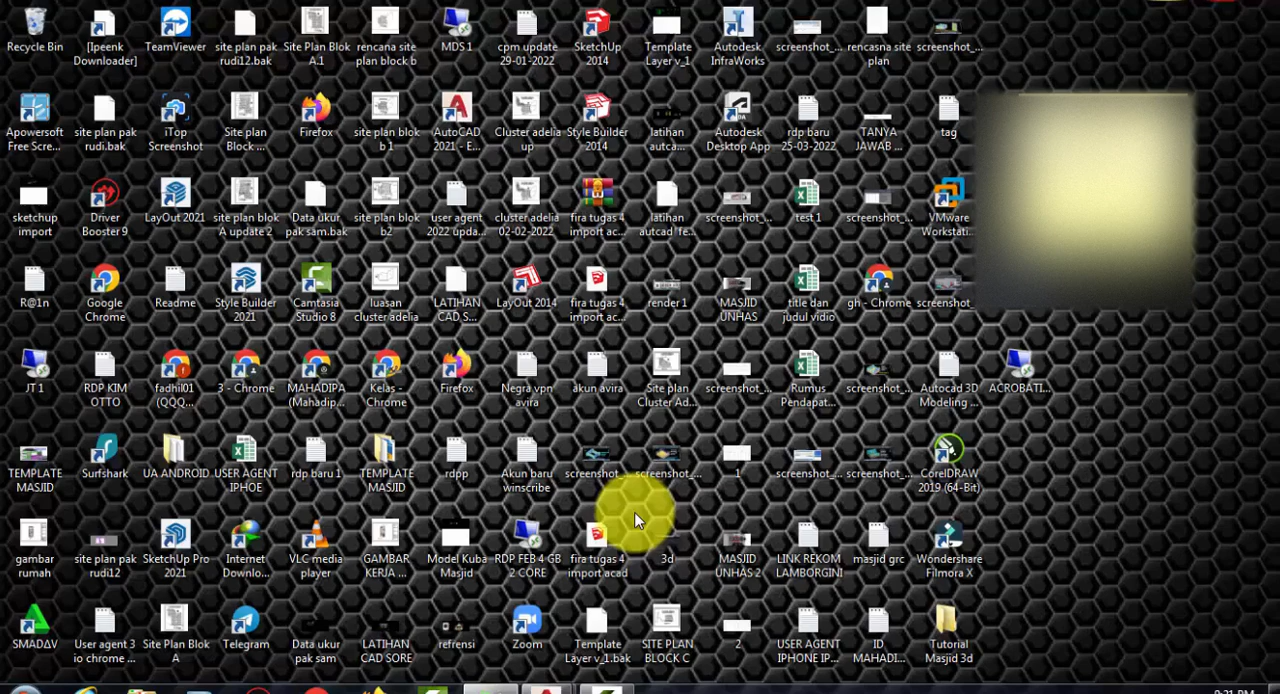 Recycle Bin
[Ipeenk
Downloader]
TeamViewer
site plan pak
rudi12.bak
Site Plan Blok
A.1
rencana site
plan block b
MDS 1
cpm update
29-01-2022
SketchUp
2014
Template
Layer v_1
Autodesk
InfraWorks
screenshot_...
rencasna site
plan
screenshot_...
Apowersoft
Free Scre...
site plan pak
rudi.bak
iTop
Screenshot
Site plan
Block ...
Firefox
site plan blok
b 1
AutoCAD
2021 - E...
Cluster adelia
up
Style Builder
2014
latihan
autca...
Autodesk
Desktop App
rdp baru
25-03-2022
TANYA
JAWAB ...
tag
sketchup
import
Driver
Booster 9
LayOut 2021
site plan blok
A update 2
Data ukur
pak sam.bak
site plan blok
b2
user agent
2022 upda...
cluster adelia
02-02-2022
fira tugas 4
import ac...
latihan
autcad fe...
screenshot_...
test 1
screenshot_...
VMware
Workstati...
R@1n
Google
Chrome
Readme
Style Builder
2021
Camtasia
Studio 8
luasan
cluster adelia
LATIHAN
CAD S...
LayOut 2014
fira tugas 4
import ac...
render 1
MASJID
UNHAS
title dan
judul vidio
gh - Chrome
screenshot_...
JT 1
RDP KIM
OTTO
fadhil01
(QQQ...
3 - Chrome
MAHADIPA
(Mahadip...
Kelas -
Chrome
Firefox
Negra vpn
avira
akun avira
Site plan
Cluster Ad...
screenshot_...
Rumus
Pendapat...
screenshot_...
Autocad 3D
Modeling ...
ACROBATI...
TEMPLATE
MASJID
Surfshark
UA ANDROID
USER AGENT
IPHOE
rdp baru 1
TEMPLATE
MASJID
rdpp
Akun baru
winscribe
screenshot_...
screenshot_...
1
screenshot_...
screenshot_...
CorelDRAW
2019 (64-Bit)
gambar
rumah
site plan pak
rudi12
SketchUp Pro
2021
Internet
Downlo...
VLC media
player
GAMBAR
KERJA ...
Model Kuba
Masjid
RDP FEB 4 GB
2 CORE
fira tugas 4
import acad
3d
MASJID
UNHAS 2
LINK REKOM
LAMBORGINI
masjid grc
Wondershare
Filmora X
SMADΔV
User agent 3
io chrome ...
Site Plan Blok
A
Telegram
Data ukur
pak sam
LATIHAN
CAD SORE
refrensi
Zoom
Template
Layer v_1.bak
SITE PLAN
BLOCK C
2
USER AGENT
IPHONE IP...
ID
MAHADI...
Tutorial
Masjid 3d